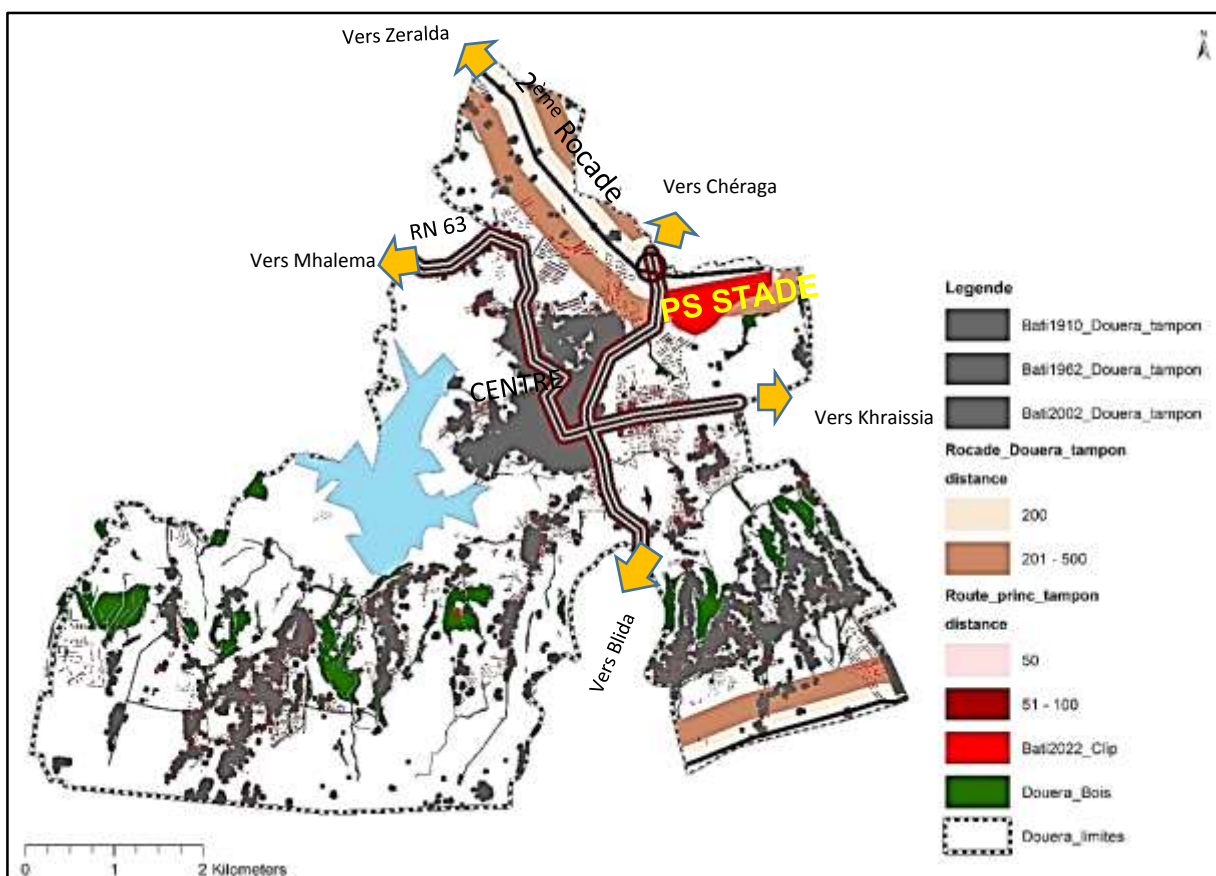 Vers Zeralda
N
2ème Rocade
Vers Chéraga
RN 63
Vers Mhalema
PS STADE
CENTRE
Vers Khraissia
Vers Blida
Legende
Bati1910_Douera_tampon
Bati1962_Douera_tampon
Bati2002_Douera_tampon
Rocade_Douera_tampon
distance
200
201 - 500
Route_princ_tampon
distance
50
51 - 100
Bati2022_Clip
Douera_Bois
Douera_limites
0 1 2 Kilometers